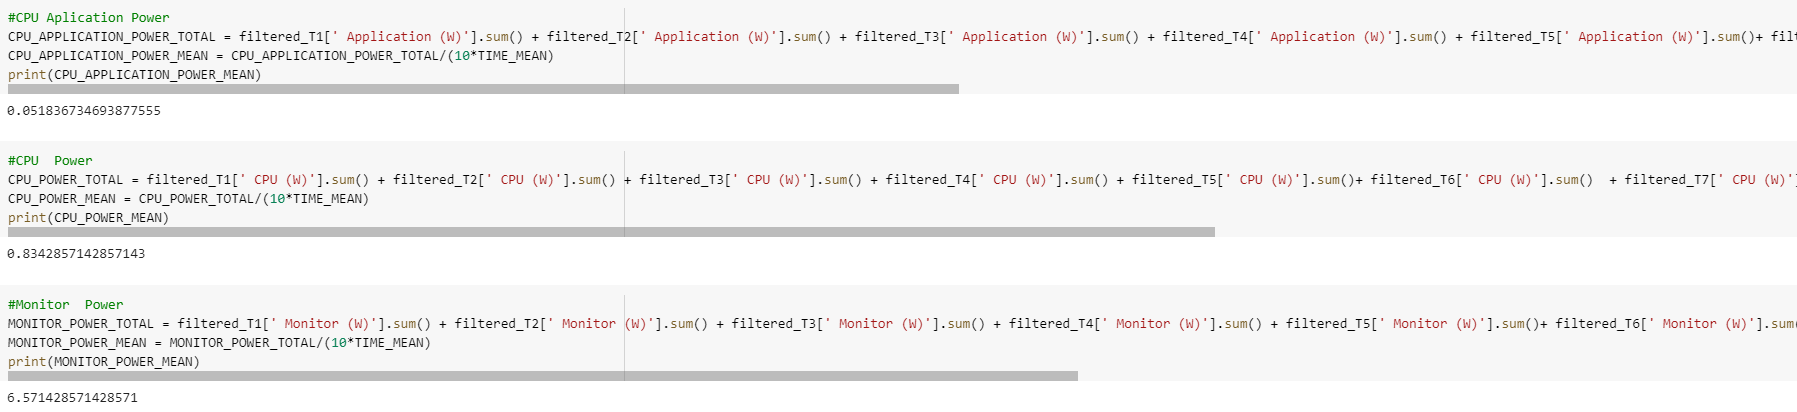 #CPU Aplication Power
CPU_APPLICATION_POWER_TOTAL = filtered_T1[' Application (W)'].sum() + filtered_T2[' Application (W)'].sum() + filtered_T3[' Application (W)'].sum() + filtered_T4[' Application (W)'].sum() + filtered_T5[' Application (W)'].sum()+ filt
CPU_APPLICATION_POWER_MEAN = CPU_APPLICATION_POWER_TOTAL/(10*TIME_MEAN)
print(CPU_APPLICATION_POWER_MEAN)
0.051836734693877555
#CPU  Power
CPU_POWER_TOTAL = filtered_T1[' CPU (W)'].sum() + filtered_T2[' CPU (W)'].sum() + filtered_T3[' CPU (W)'].sum() + filtered_T4[' CPU (W)'].sum() + filtered_T5[' CPU (W)'].sum()+ filtered_T6[' CPU (W)'].sum()  + filtered_T7[' CPU (W)']
CPU_POWER_MEAN = CPU_POWER_TOTAL/(10*TIME_MEAN)
print(CPU_POWER_MEAN)
0.8342857142857143
#Monitor  Power
MONITOR_POWER_TOTAL = filtered_T1[' Monitor (W)'].sum() + filtered_T2[' Monitor (W)'].sum() + filtered_T3[' Monitor (W)'].sum() + filtered_T4[' Monitor (W)'].sum() + filtered_T5[' Monitor (W)'].sum()+ filtered_T6[' Monitor (W)'].sum(
MONITOR_POWER_MEAN = MONITOR_POWER_TOTAL/(10*TIME_MEAN)
print(MONITOR_POWER_MEAN)
6.571428571428571